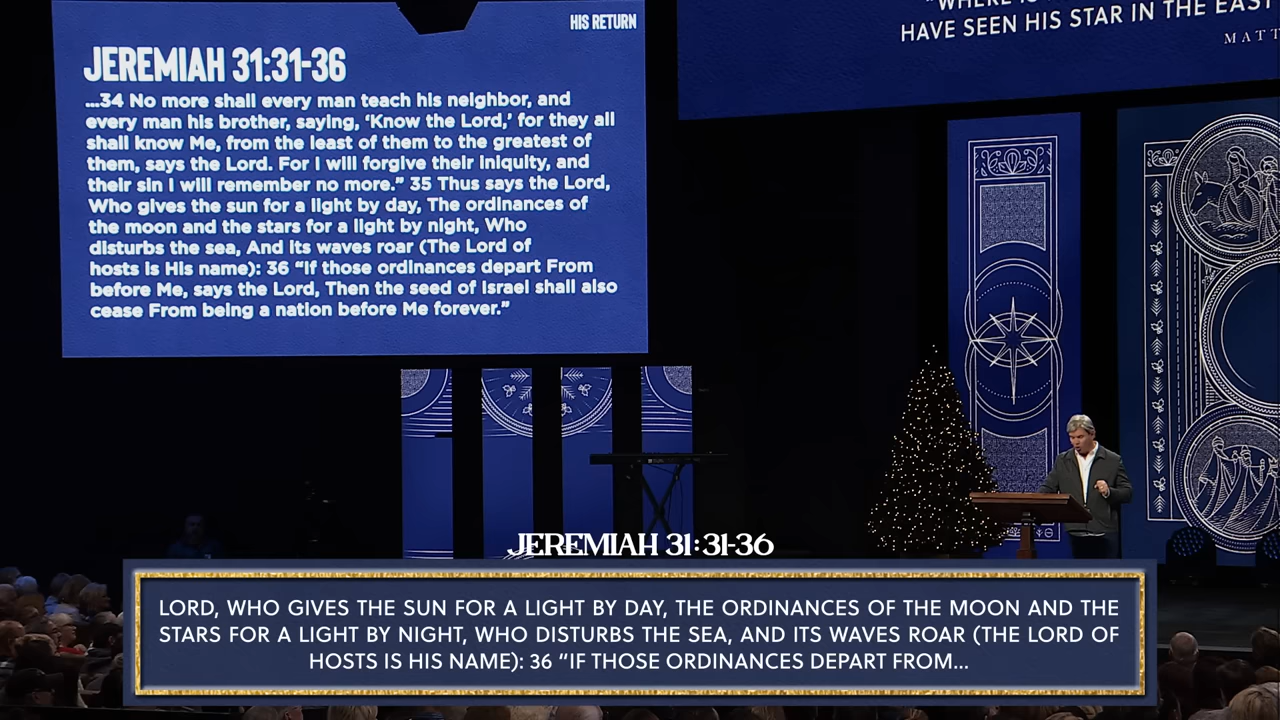 HIS RETURN
JEREMIAH 31:31-36
...34 No more shall every man teach his neighbor, and
every man his brother, saying, ‘Know the Lord,’ for they all
shall know Me, from the least of them to the greatest of
them, says the Lord. For I will forgive their iniquity, and
their sin I will remember no more.” 35 Thus says the Lord,
Who gives the sun for a light by day, The ordinances of
the moon and the stars for a light by night, Who
disturbs the sea, And its waves roar (The Lord of
hosts is His name): 36 “If those ordinances depart From
before Me, says the Lord, Then the seed of Israel shall also
cease From being a nation before Me forever.”
“WHERE IS
HAVE SEEN HIS STAR IN THE EAST
MATT
JEREMIAH 31:31-36
LORD, WHO GIVES THE SUN FOR A LIGHT BY DAY, THE ORDINANCES OF THE MOON AND THE
STARS FOR A LIGHT BY NIGHT, WHO DISTURBS THE SEA, AND ITS WAVES ROAR (THE LORD OF
HOSTS IS HIS NAME): 36 “IF THOSE ORDINANCES DEPART FROM...